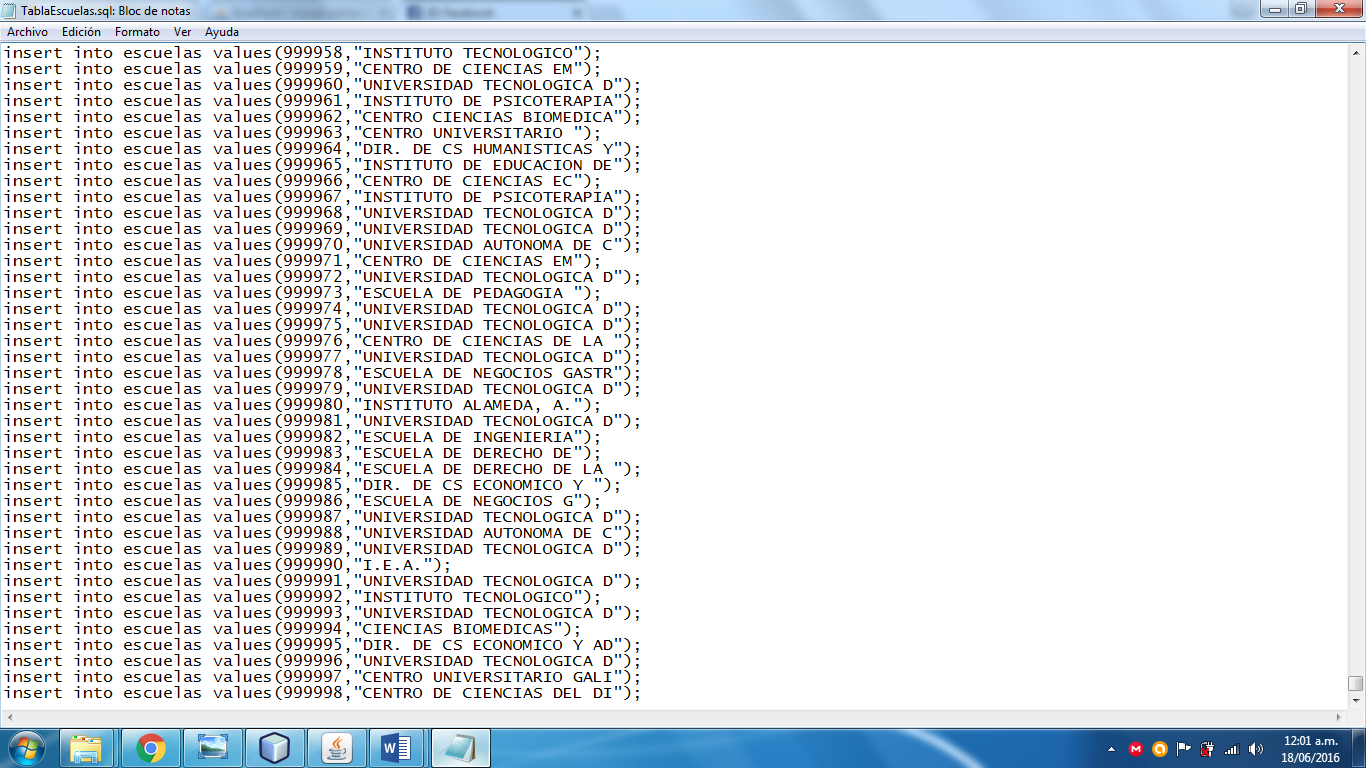 TablaEscuelas.sql: Bloc de notas
Archivo Edición Formato Ver Ayuda
insert into escuelas values(999958,"INSTITUTO TECNOLOGICO");
insert into escuelas values(999959,"CENTRO DE CIENCIAS EM");
insert into escuelas values(999960,"UNIVERSIDAD TECNOLOGICA D");
insert into escuelas values(999961,"INSTITUTO DE PSICOTERAPIA");
insert into escuelas values(999962,"CENTRO CIENCIAS BIOMEDICA");
insert into escuelas values(999963,"CENTRO UNIVERSITARIO ");
insert into escuelas values(999964,"DIR. DE CS HUMANISTICAS Y");
insert into escuelas values(999965,"INSTITUTO DE EDUCACION DE");
insert into escuelas values(999966,"CENTRO DE CIENCIAS EC");
insert into escuelas values(999967,"INSTITUTO DE PSICOTERAPIA");
insert into escuelas values(999968,"UNIVERSIDAD TECNOLOGICA D");
insert into escuelas values(999969,"UNIVERSIDAD TECNOLOGICA D");
insert into escuelas values(999970,"UNIVERSIDAD AUTONOMA DE C");
insert into escuelas values(999971,"CENTRO DE CIENCIAS EM");
insert into escuelas values(999972,"UNIVERSIDAD TECNOLOGICA D");
insert into escuelas values(999973,"ESCUELA DE PEDAGOGIA ");
insert into escuelas values(999974,"UNIVERSIDAD TECNOLOGICA D");
insert into escuelas values(999975,"UNIVERSIDAD TECNOLOGICA D");
insert into escuelas values(999976,"CENTRO DE CIENCIAS DE LA ");
insert into escuelas values(999977,"UNIVERSIDAD TECNOLOGICA D");
insert into escuelas values(999978,"ESCUELA DE NEGOCIOS GASTR");
insert into escuelas values(999979,"UNIVERSIDAD TECNOLOGICA D");
insert into escuelas values(999980,"INSTITUTO ALAMEDA, A.");
insert into escuelas values(999981,"UNIVERSIDAD TECNOLOGICA D");
insert into escuelas values(999982,"ESCUELA DE INGENIERIA");
insert into escuelas values(999983,"ESCUELA DE DERECHO DE");
insert into escuelas values(999984,"ESCUELA DE DERECHO DE LA ");
insert into escuelas values(999985,"DIR. DE CS ECONOMICO Y ");
insert into escuelas values(999986,"ESCUELA DE NEGOCIOS G");
insert into escuelas values(999987,"UNIVERSIDAD TECNOLOGICA D");
insert into escuelas values(999988,"UNIVERSIDAD AUTONOMA DE C");
insert into escuelas values(999989,"UNIVERSIDAD TECNOLOGICA D");
insert into escuelas values(999990,"I.E.A.");
insert into escuelas values(999991,"UNIVERSIDAD TECNOLOGICA D");
insert into escuelas values(999992,"INSTITUTO TECNOLOGICO");
insert into escuelas values(999993,"UNIVERSIDAD TECNOLOGICA D");
insert into escuelas values(999994,"CIENCIAS BIOMEDICAS");
insert into escuelas values(999995,"DIR. DE CS ECONOMICO Y AD");
insert into escuelas values(999996,"UNIVERSIDAD TECNOLOGICA D");
insert into escuelas values(999997,"CENTRO UNIVERSITARIO GALI");
insert into escuelas values(999998,"CENTRO DE CIENCIAS DEL DI");
12:01 a.m.
18/06/2016